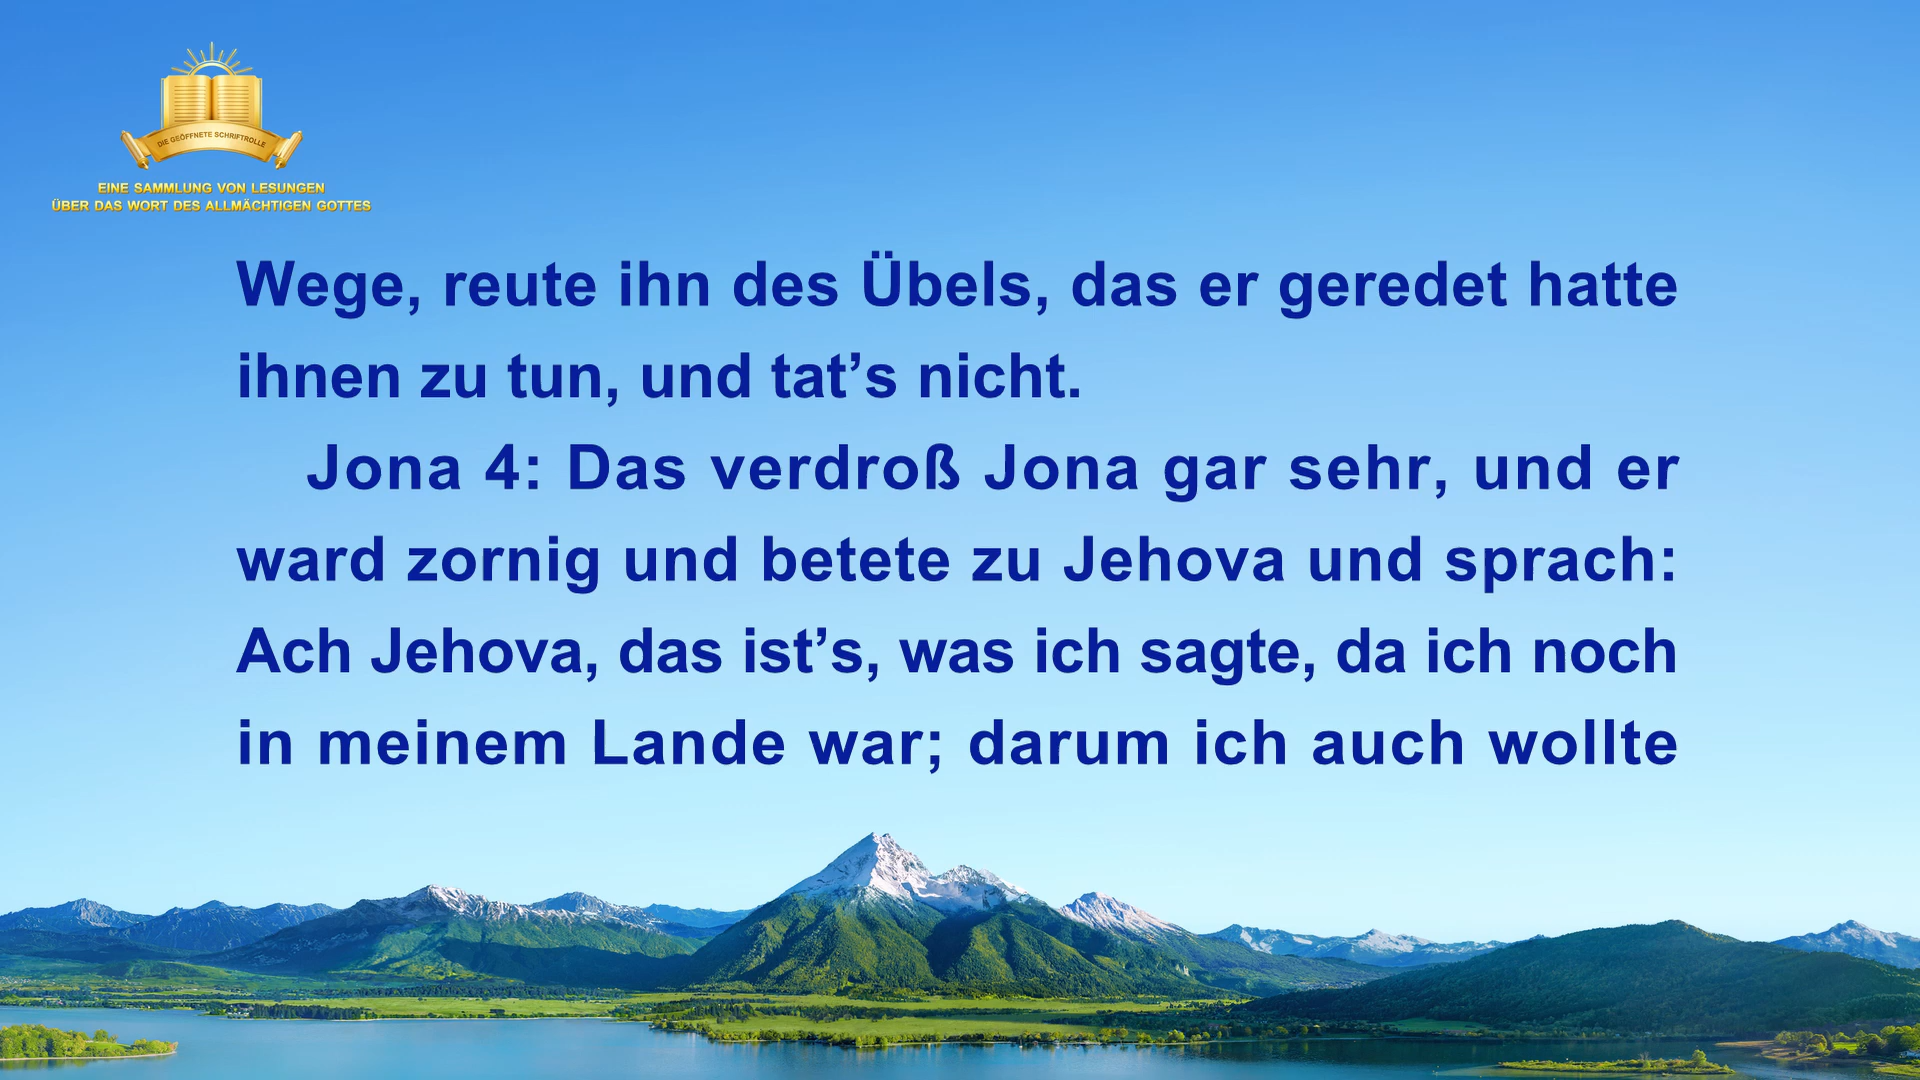 DIE GEÖFFNETE SCHRIFTROLLE
EINE SAMMLUNG VON LESUNGEN
ÜBER DAS WORT DES ALLMÄCHTIGEN GOTTES
Wege, reute ihn des Übels, das er geredet hatte
ihnen zu tun, und tat’s nicht.
Jona 4: Das verdroß Jona gar sehr, und er
ward zornig und betete zu Jehova und sprach:
Ach Jehova, das ist’s, was ich sagte, da ich noch
in meinem Lande war; darum ich auch wollte